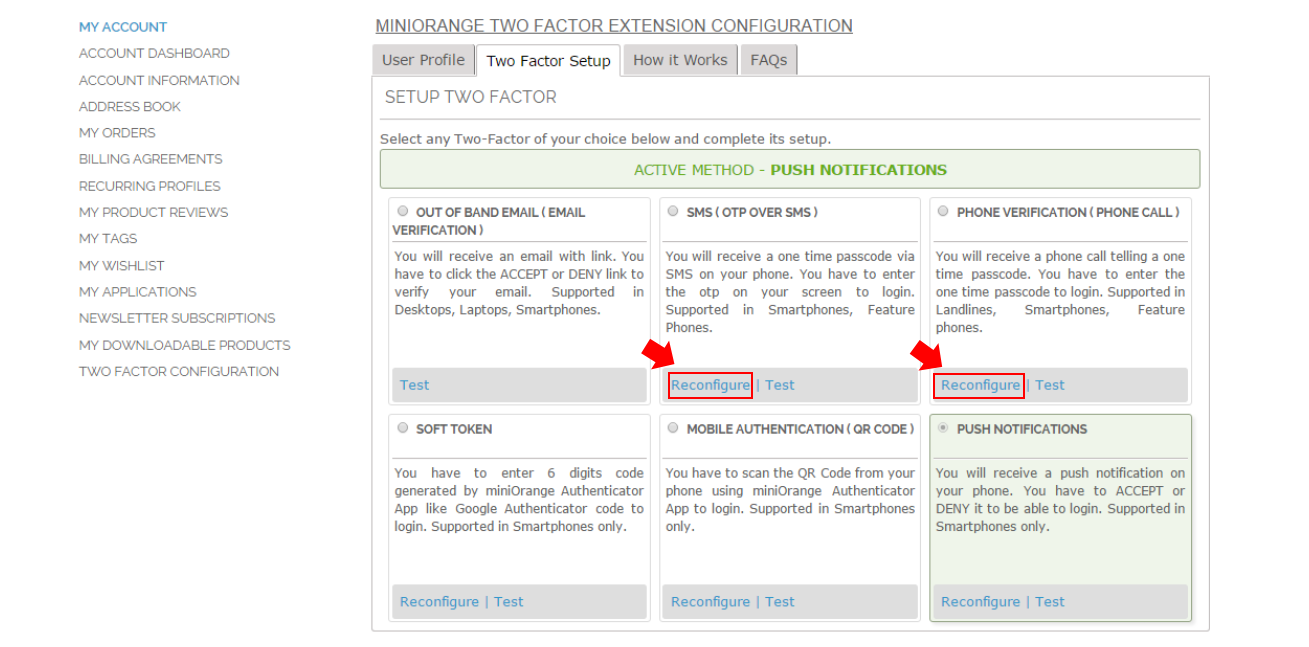 MY ACCOUNT
ACCOUNT DASHBOARD
ACCOUNT INFORMATION
ADDRESS BOOK
MY ORDERS
BILLING AGREEMENTS
RECURRING PROFILES
MY PRODUCT REVIEWS
MY TAGS
MY WISHLIST
MY APPLICATIONS
NEWSLETTER SUBSCRIPTIONS
MY DOWNLOADABLE PRODUCTS
TWO FACTOR CONFIGURATION
MINIORANGE TWO FACTOR EXTENSION CONFIGURATION
User Profile
Two Factor Setup
How it Works
FAQs
SETUP TWO FACTOR
Select any Two-Factor of your choice below and complete its setup.
ACTIVE METHOD - PUSH NOTIFICATIONS
OUT OF BAND EMAIL ( EMAIL
VERIFICATION )
You will receive an email with link. You
have to click the ACCEPT or DENY link to
verify your email. Supported in
Desktops, Laptops, Smartphones.
Test
SMS ( OTP OVER SMS )
You will receive a one time passcode via
SMS on your phone. You have to enter
the otp on your screen to login.
Supported in Smartphones, Feature
Phones.
Reconfigure | Test
PHONE VERIFICATION ( PHONE CALL )
You will receive a phone call telling a one
time passcode. You have to enter the
one time passcode to login. Supported in
Landlines, Smartphones, Feature
phones.
Reconfigure | Test
SOFT TOKEN
You have to enter 6 digits code
generated by miniOrange Authenticator
App like Google Authenticator code to
login. Supported in Smartphones only.
Reconfigure | Test
MOBILE AUTHENTICATION ( QR CODE )
You have to scan the QR Code from your
phone using miniOrange Authenticator
App to login. Supported in Smartphones
only.
Reconfigure | Test
PUSH NOTIFICATIONS
You will receive a push notification on
your phone. You have to ACCEPT or
DENY it to be able to login. Supported in
Smartphones only.
Reconfigure | Test